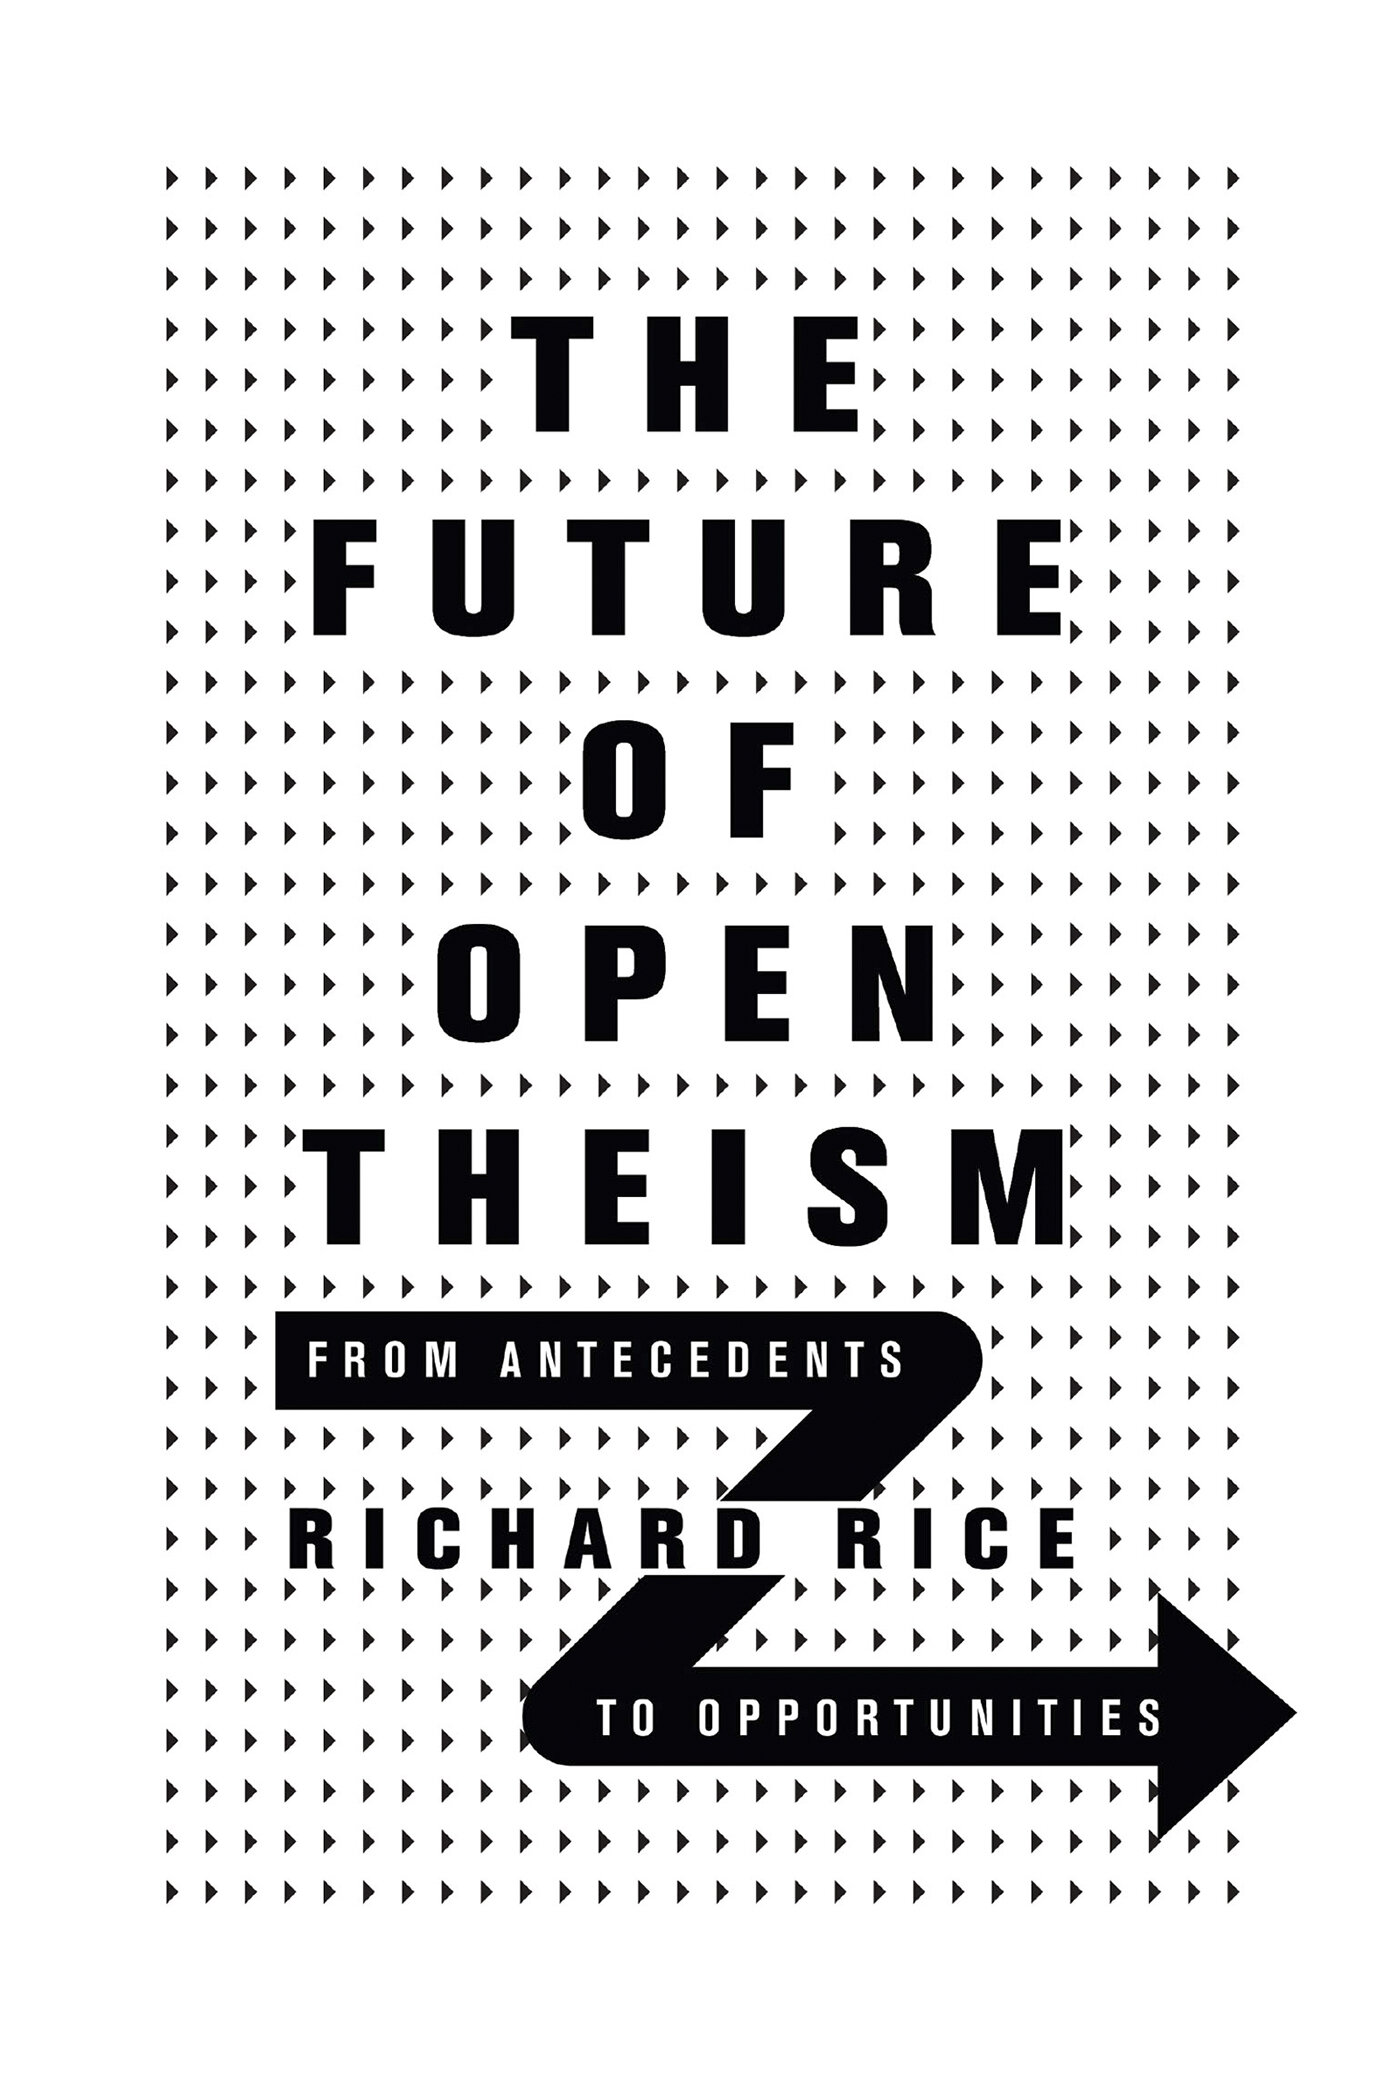 THE
FUTURE
OF
OPEN
THEISM
FROM ANTECEDENTS
RICHARD RICE
TO OPPORTUNITIES